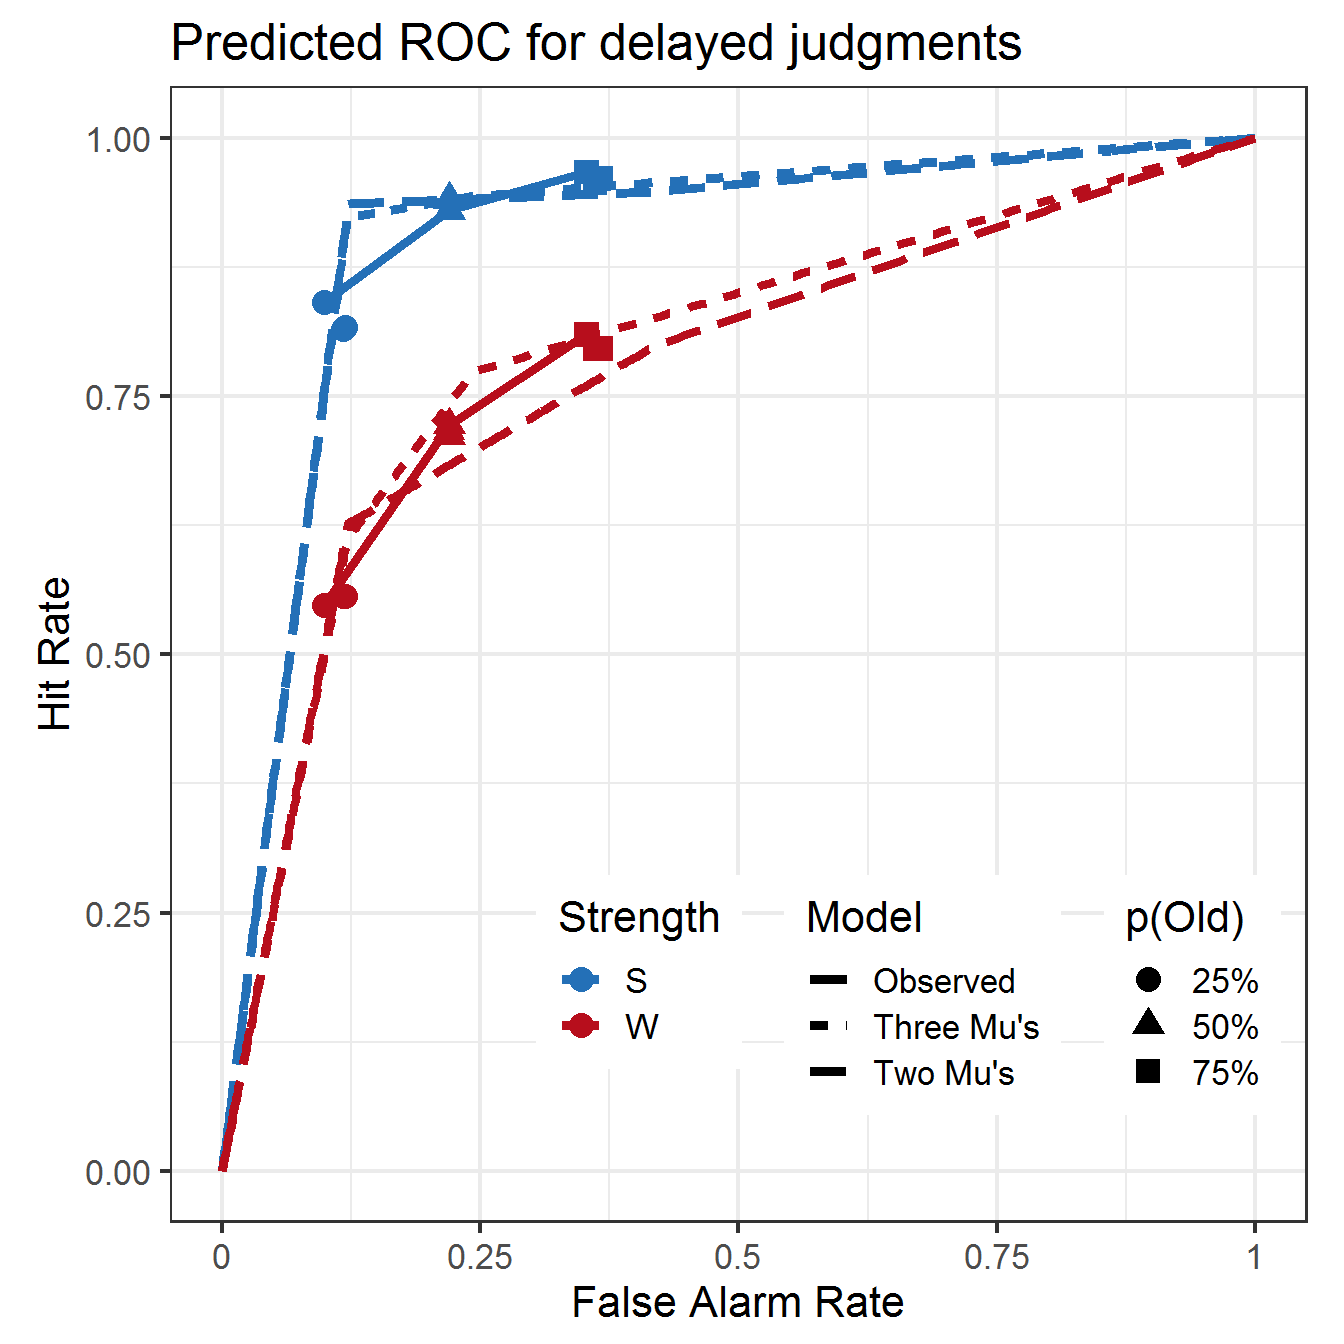 Predicted ROC for delayed judgments
1.00
0.75
0.50
0.25
0.00
Hit Rate
Strength
S
W
Model
Observed
Three Mu's
Two Mu's
p(Old)
25%
50%
75%
0
0.25
0.5
0.75
1
False Alarm Rate